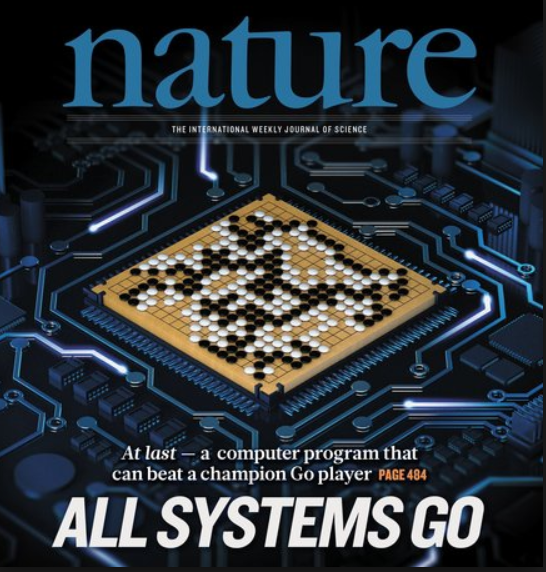 nature
THE INTERNATIONAL WEEKLY JOURNAL OF SCIENCE
At last — a computer program that
can beat a champion Go player PAGE 484
ALL SYSTEMS GO